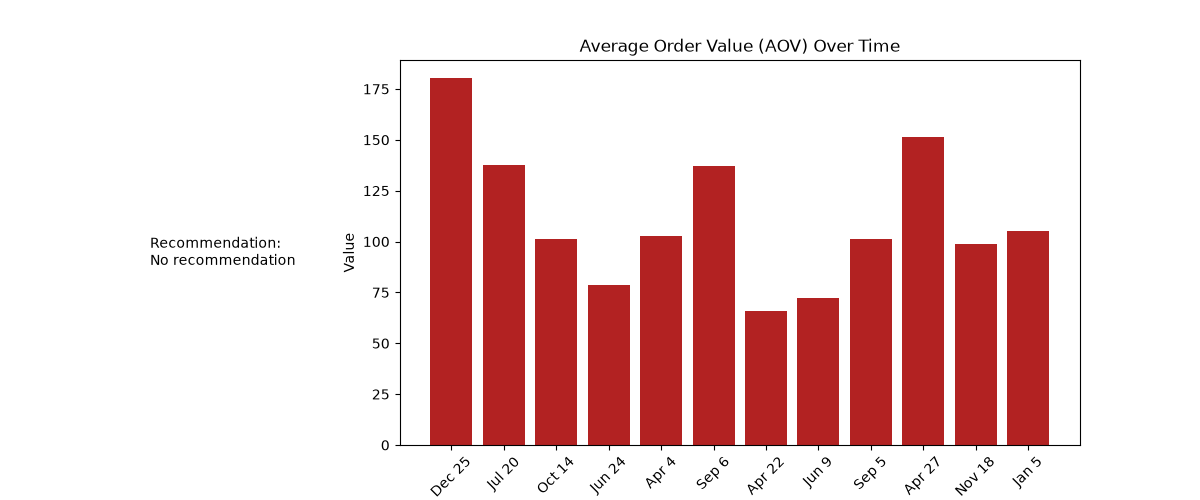 Average Order Value (AOV) Over Time
Recommendation:
No recommendation
Value
175
150
125
100
75
50
25
0
Dec 25
Jul 20
Oct 14
Jun 24
Apr 4
Sep 6
Apr 22
Jun 9
Sep 5
Apr 27
Nov 18
Jan 5